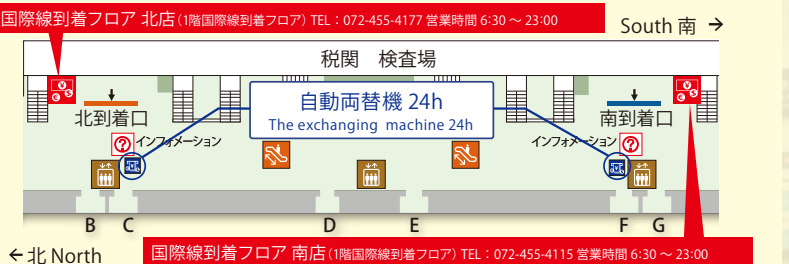 国際線到着フロア 北店(1階国際線到着フロア) TEL：072-455-4177 営業時間 6:30 ～ 23:00
South 南 →
税関　検査場
自動両替機 24h
The exchanging machine 24h
北到着口
南到着口
インフォメーション
インフォメーション
B C D E F G
← 北 North
国際線到着フロア 南店(1階国際線到着フロア) TEL：072-455-4115 営業時間 6:30 ～ 23:00